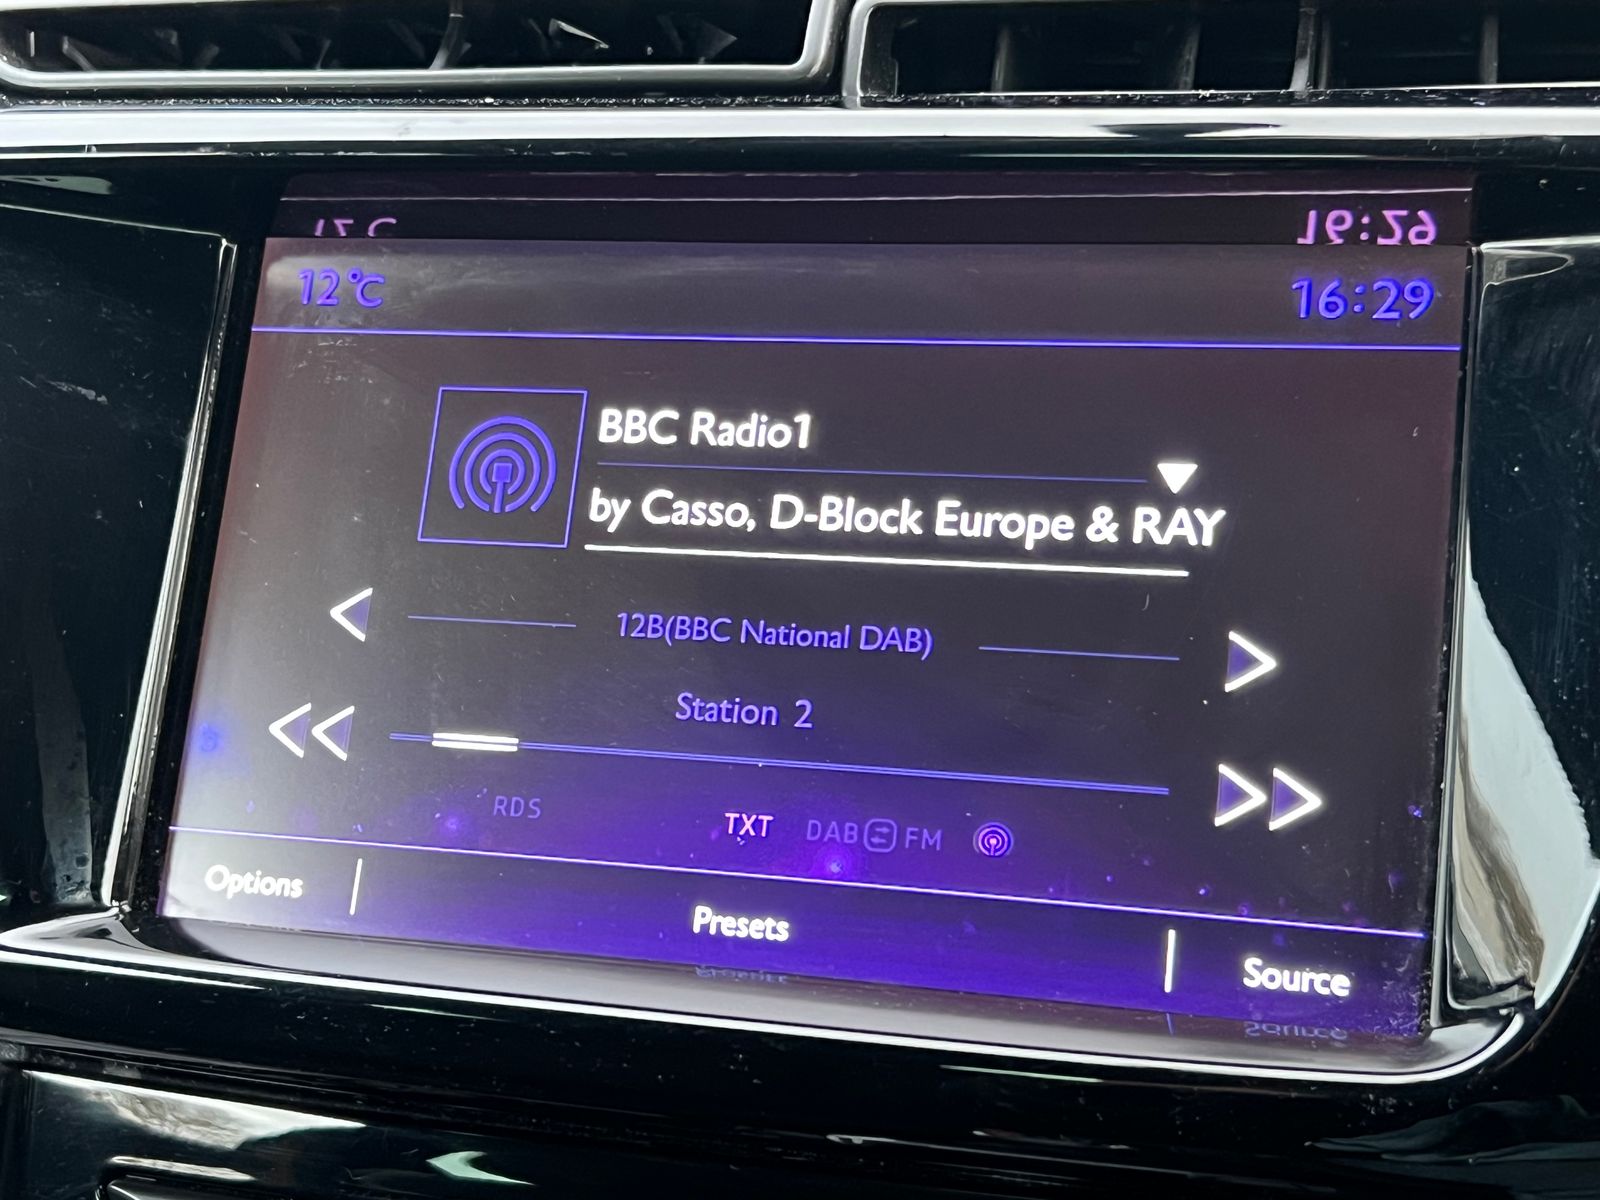 12°C
16:29
BBC Radio1
by Casso, D-Block Europe & RAY
12B(BBC National DAB)
Station 2
RDS
TXT
DAB FM
Options
Presets
Source